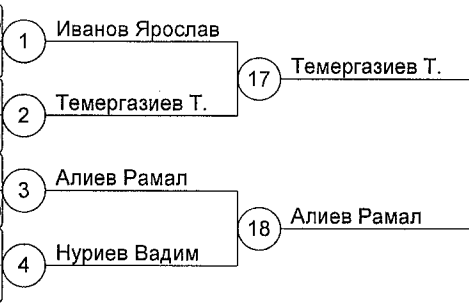 1 Иванов Ярослав
17 Темергазиев Т.
2 Темергазиев Т.
3 Алиев Рамал
18 Алиев Рамал
4 Нуриев Вадим